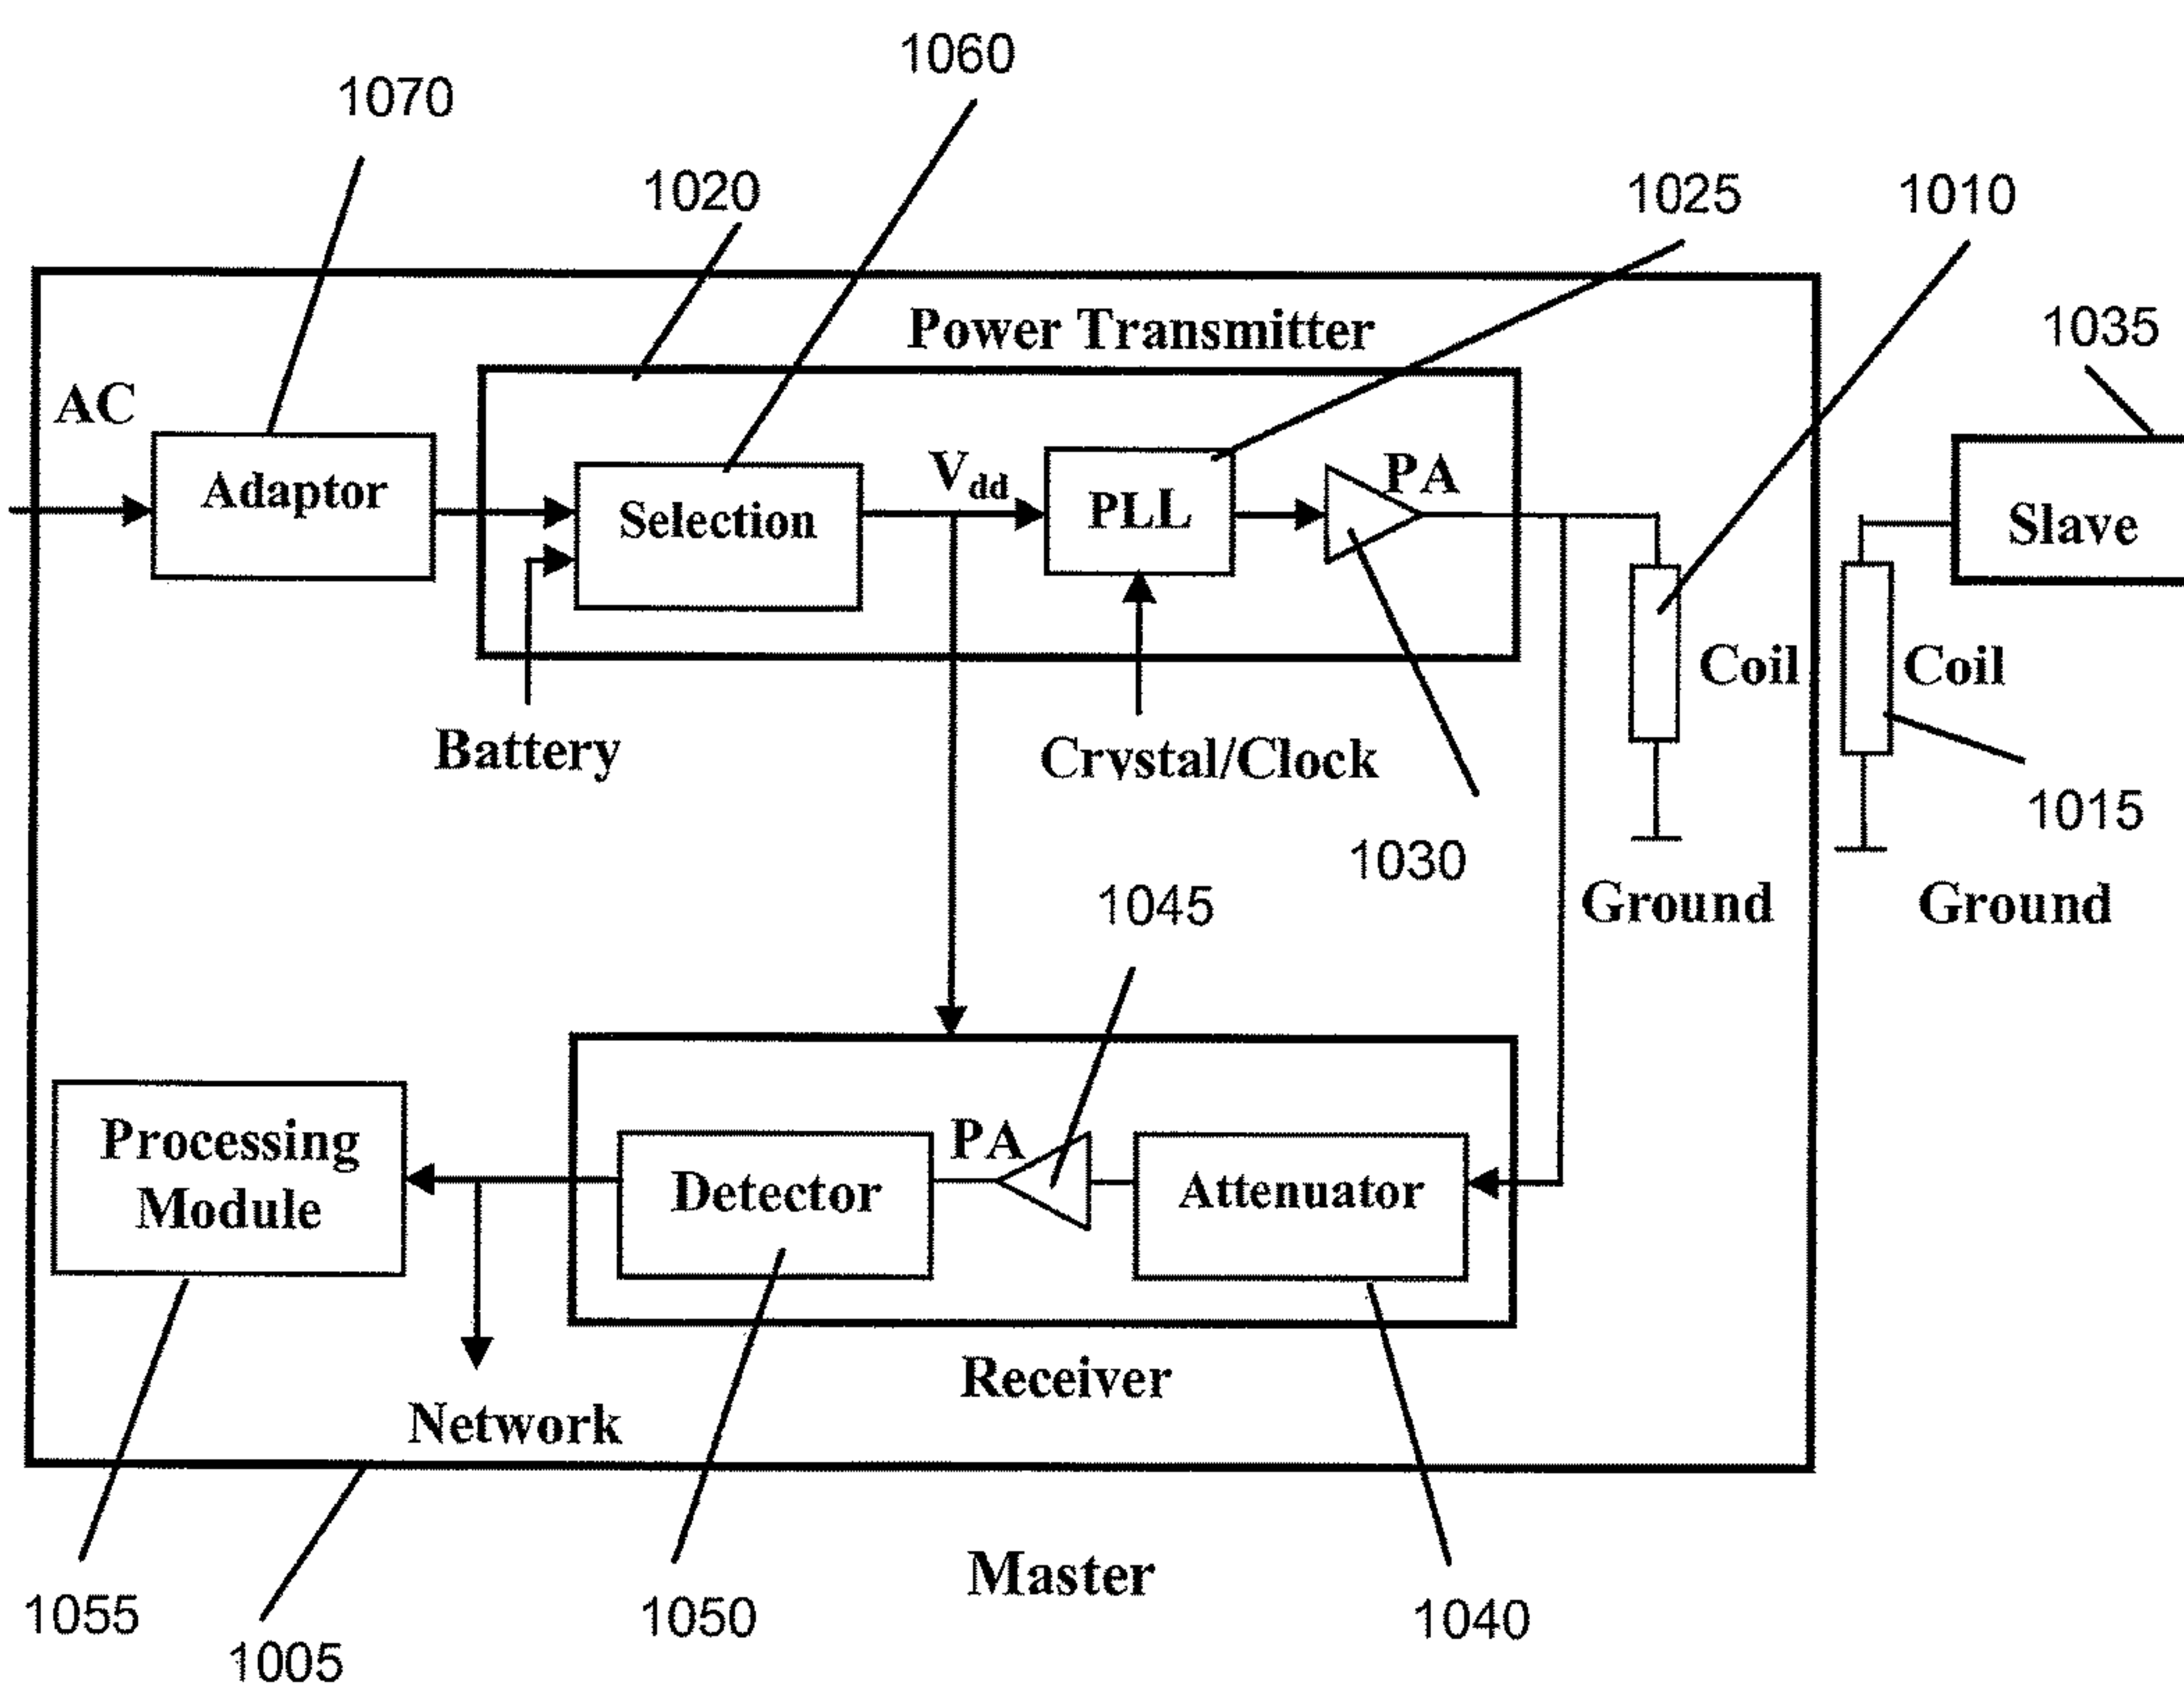 1060
1070
1020
1025
1010
Power Transmitter
1035
AC
Adaptor
Selection
Vdd
PLL
PA
Slave
Coil
Coil
Battery
Crystal/Clock
1015
1030
1045
Ground
Ground
Processing
Module
PA
Detector
Attenuator
Receiver
Network
Master
1055
1050
1040
1005